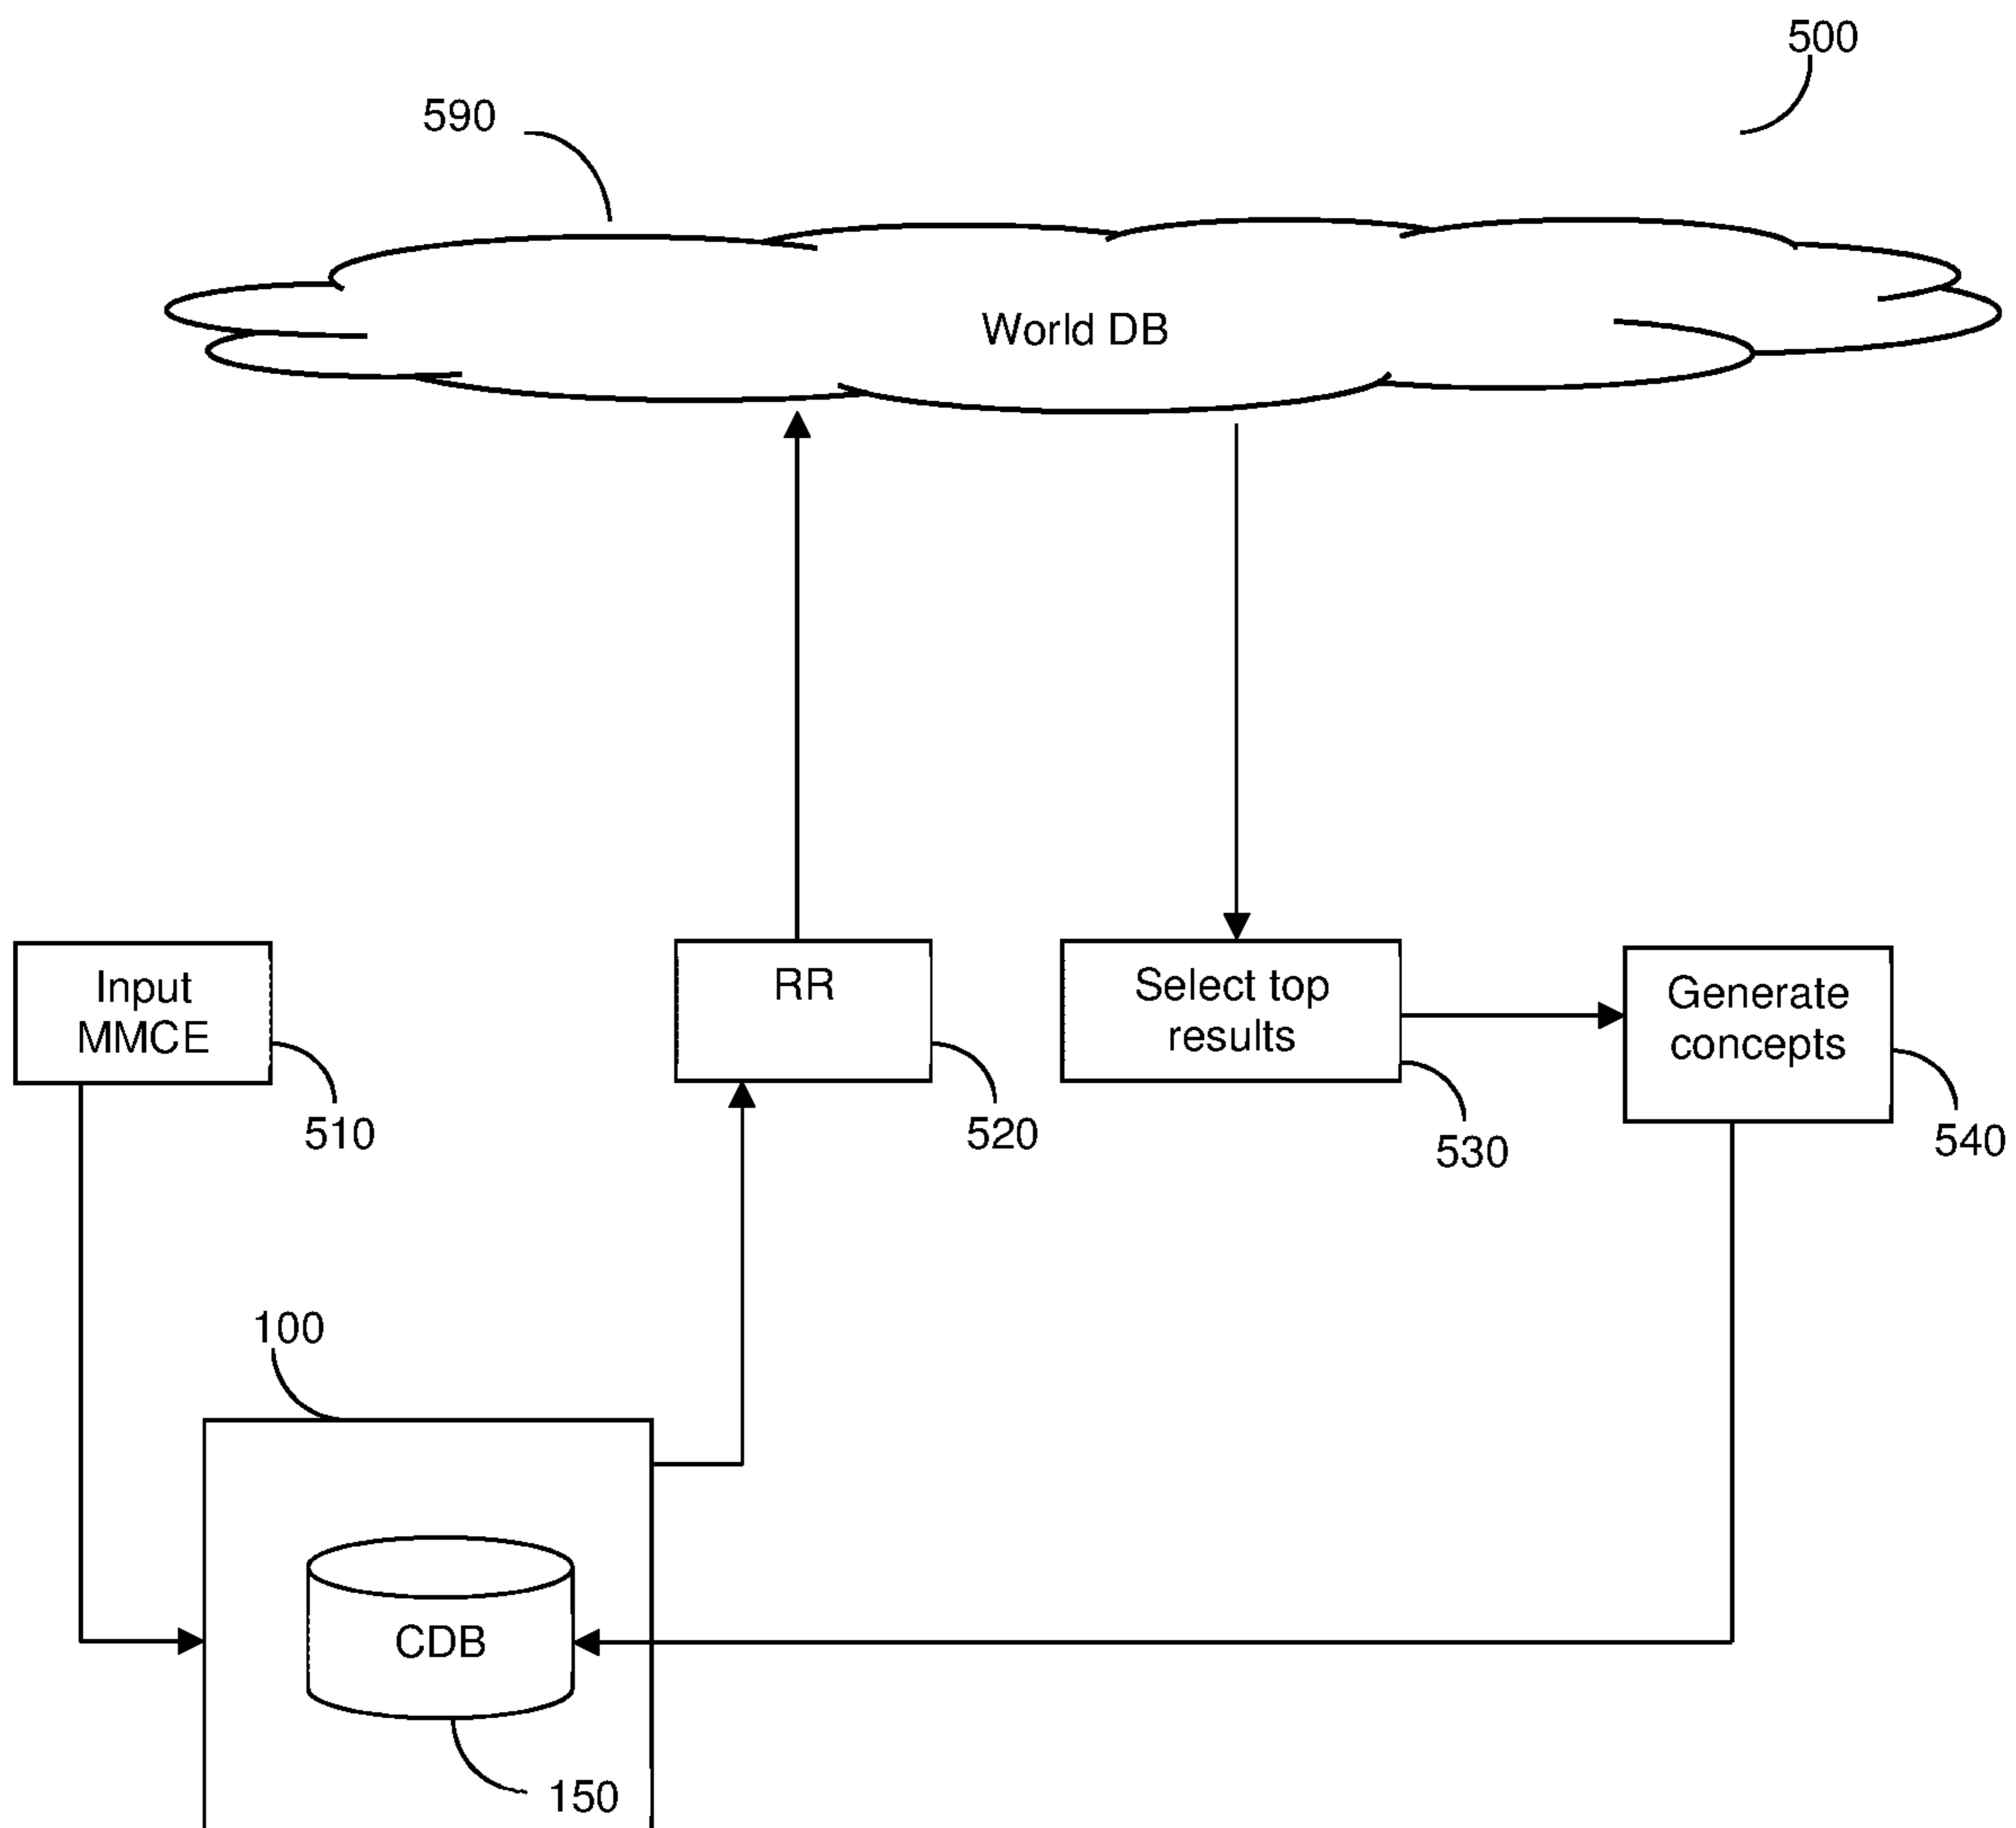 500
590
World DB
Input
MMCE
RR
Select top
results
Generate
concepts
510
520
530
540
100
CDB
150